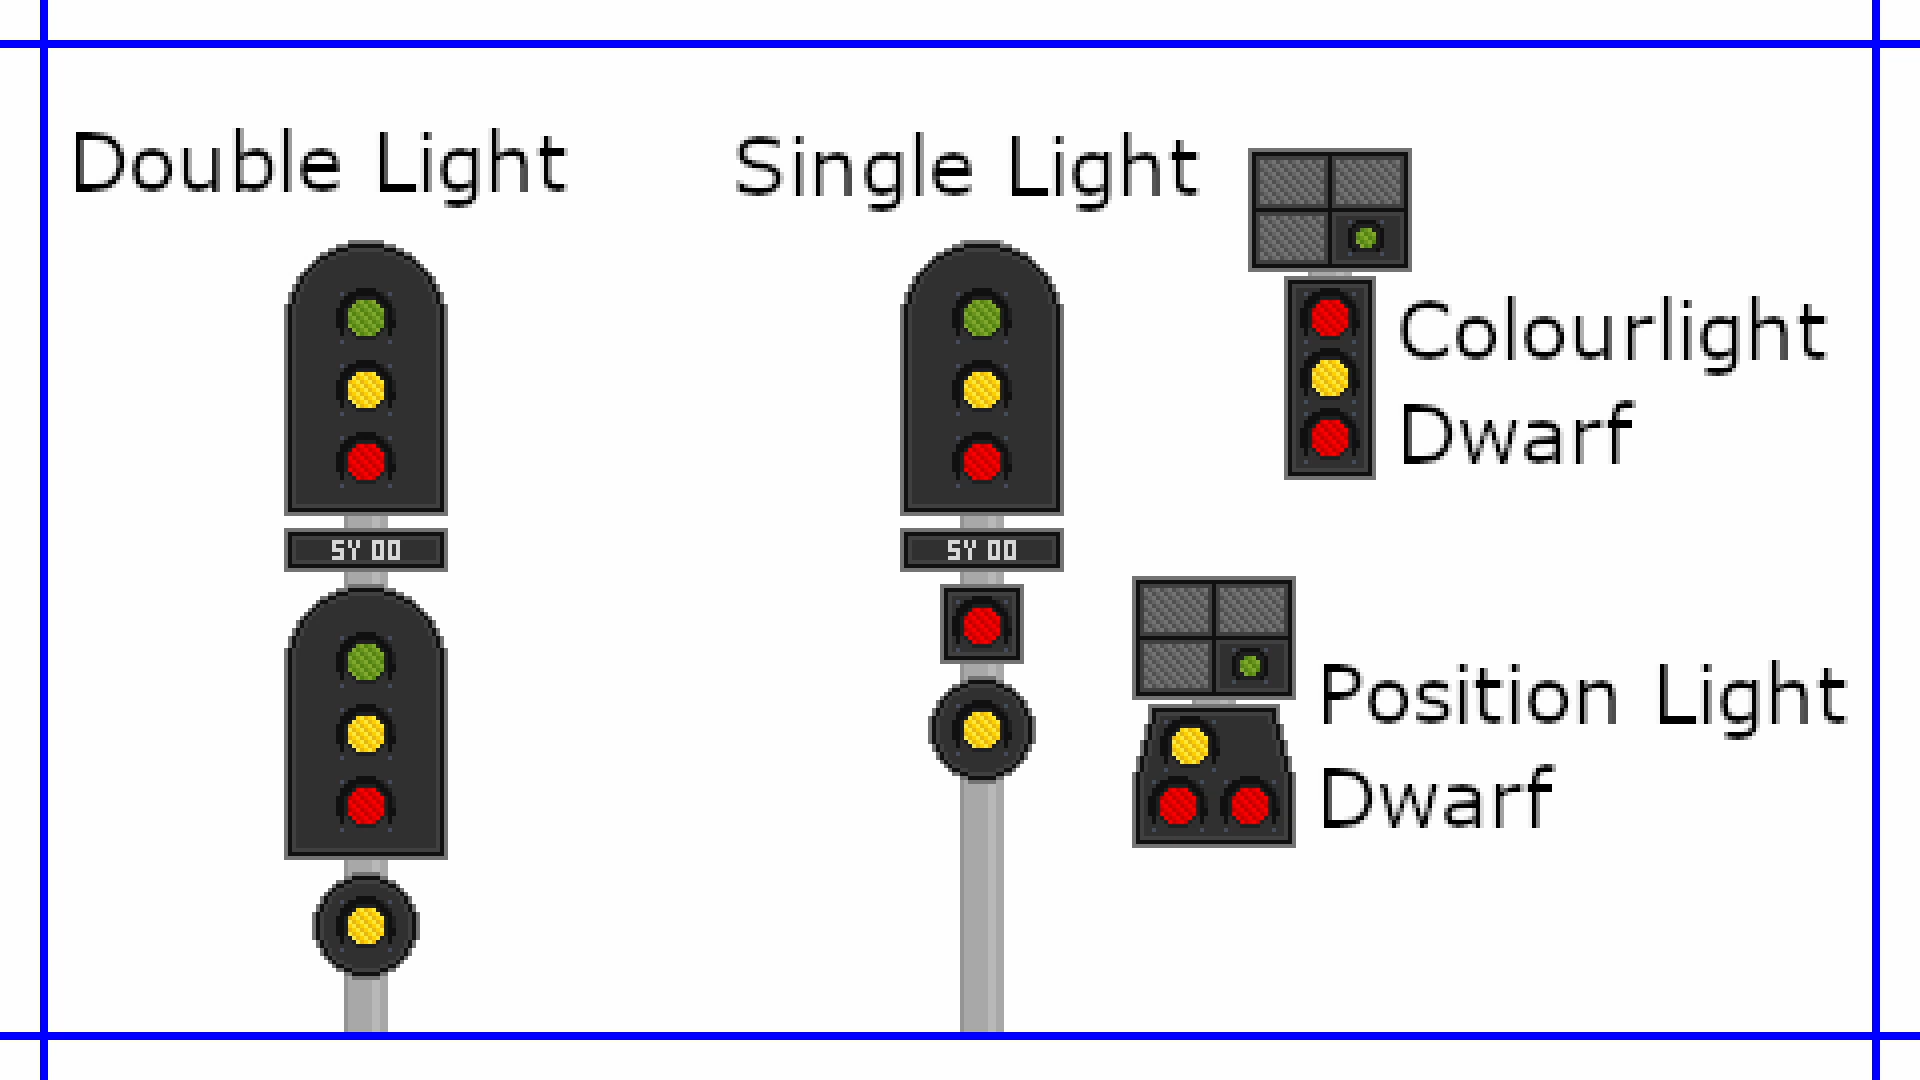 Double Light
Single Light
Colourlight
Dwarf
SY 00
SY 00
Position Light
Dwarf